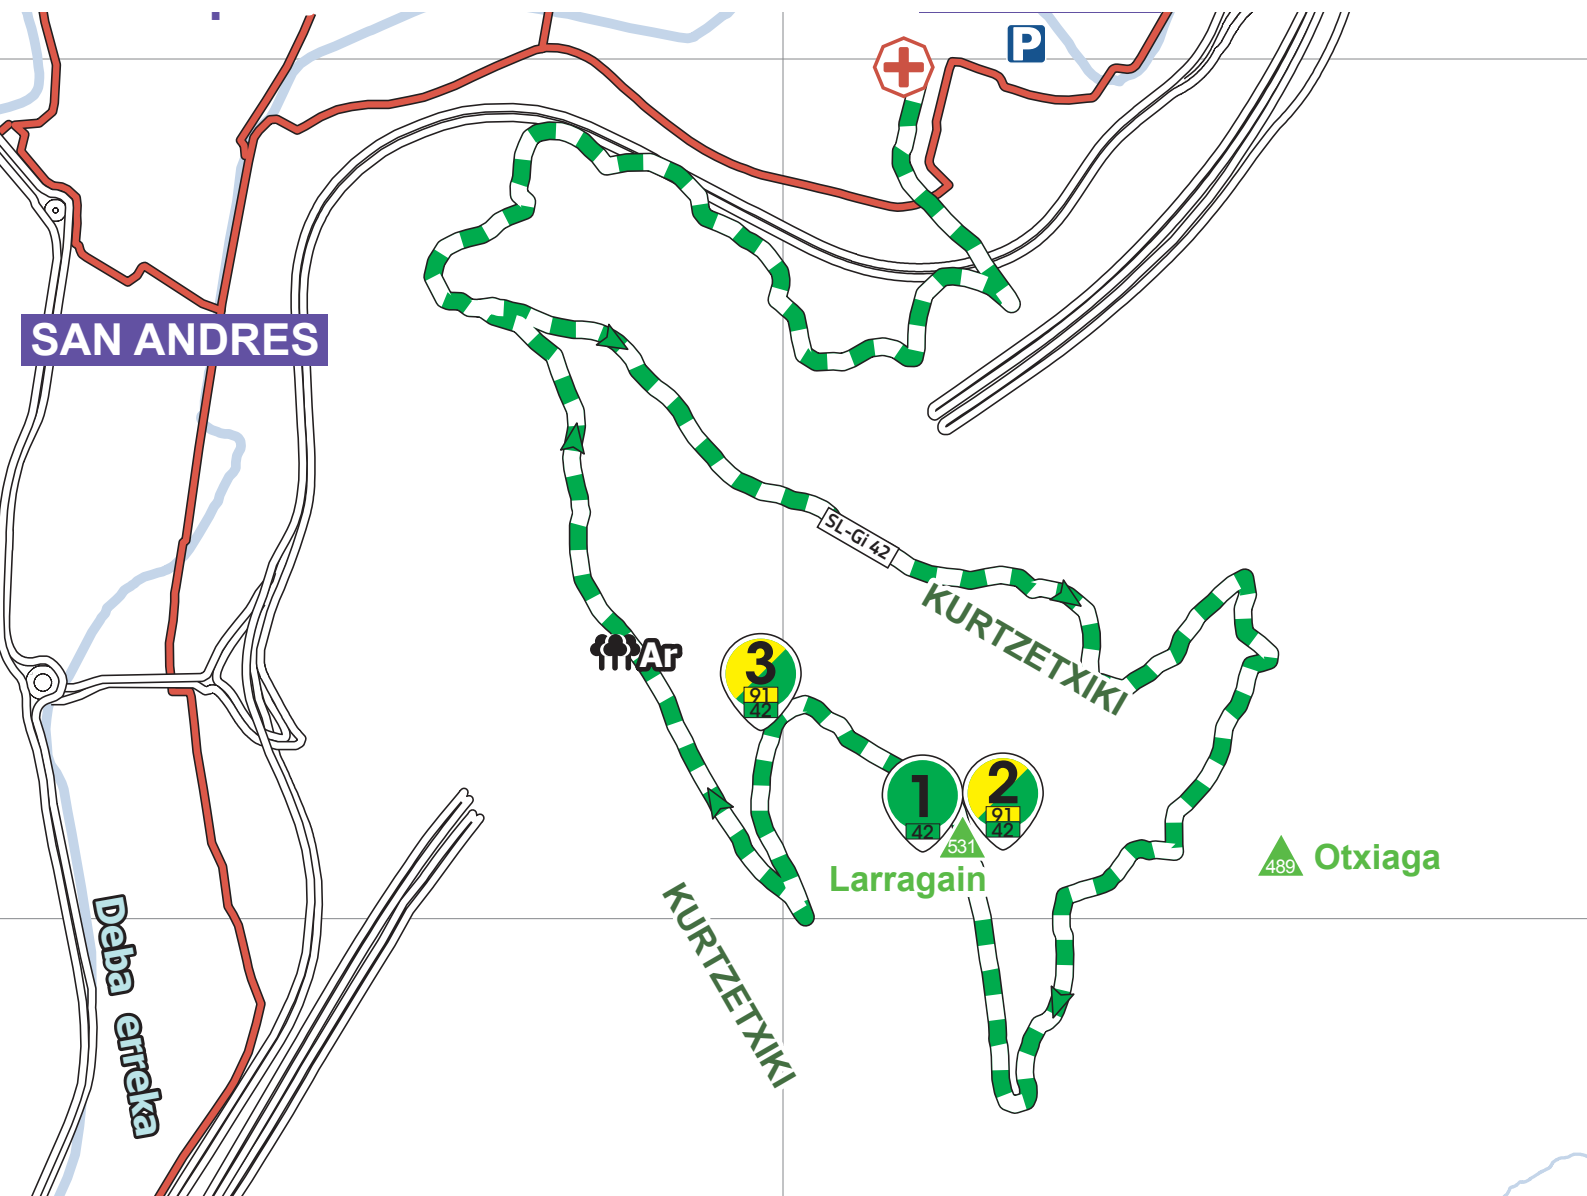 P
SAN ANDRES
SL-Gi 42
KURTZETXIKI
Ar
3
91
42
1
42
2
91
42
531
Larragain
489
Otxiaga
KURTZETXIKI
Deba erreka